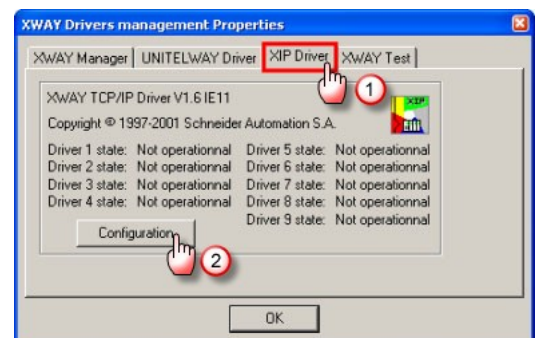 XWAY Drivers management Properties
XWAY Manager UNITELWAY Driver XIP Driver XWAY Test
1
XWAY TCP/IP Driver V1.6 IE11
XIP
Copyright © 1997-2001 Schneider Automation S.A.
Driver 1 state: Not operationnal Driver 5 state: Not operationnal
Driver 2 state: Not operationnal Driver 6 state: Not operationnal
Driver 3 state: Not operationnal Driver 7 state: Not operationnal
Driver 4 state: Not operationnal Driver 8 state: Not operationnal
Driver 9 state: Not operationnal
Configuration
2
OK